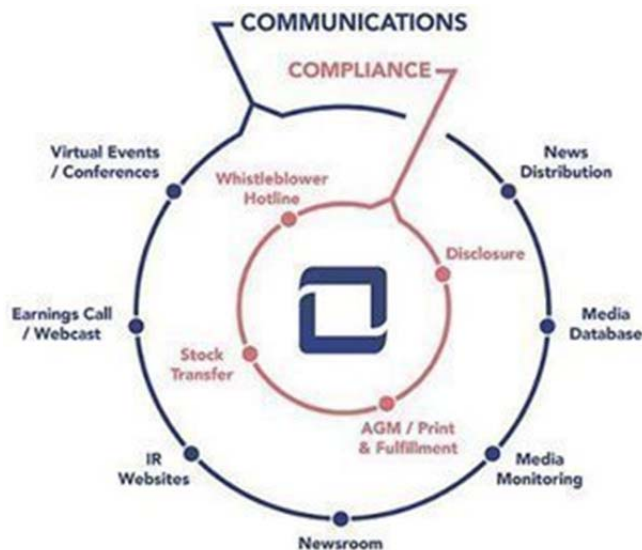 COMMUNICATIONS
COMPLIANCE
Virtual Events
/ Conferences
News
Distribution
Whistleblower
Hotline
Disclosure
Earnings Call
/ Webcast
Media
Database
Stock
Transfer
AGM / Print
& Fulfillment
IR
Websites
Media
Monitoring
Newsroom